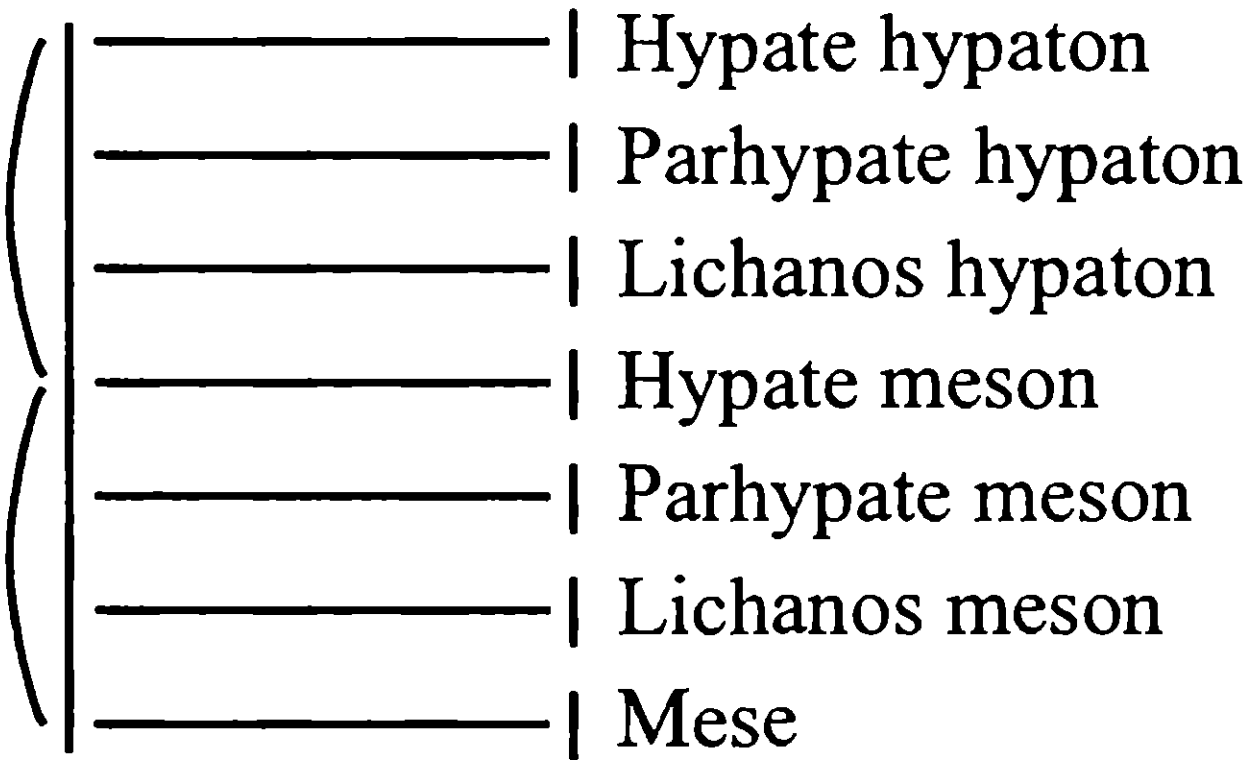 Hypate hypaton
Parhypate hypaton
Lichanos hypaton
Hypate meson
Parhypate meson
Lichanos meson
Mese